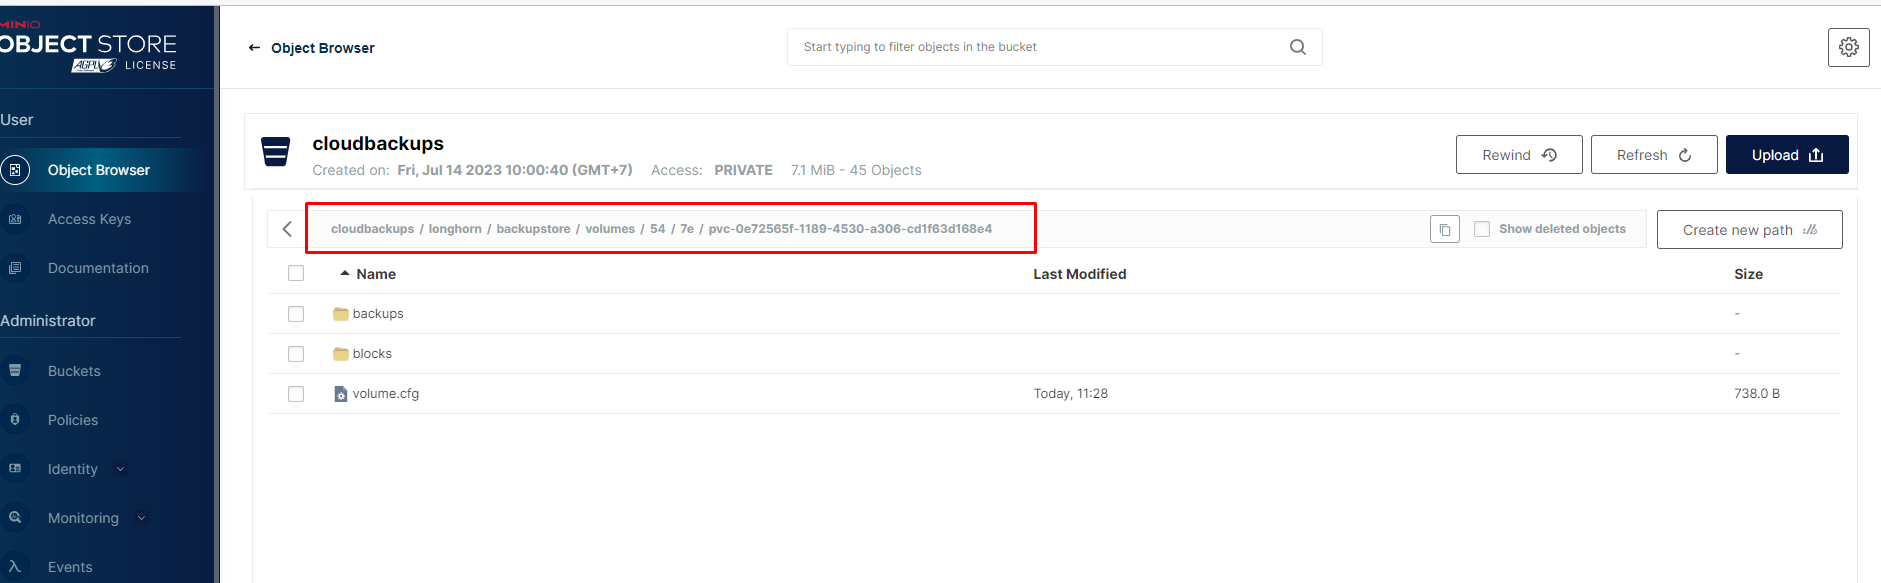 MINIO
OBJECT STORE
AGPLV3 LICENSE
User
Object Browser
Access Keys
Documentation
Administrator
Buckets
Policies
Identity
Monitoring
Events
← Object Browser
Start typing to filter objects in the bucket
cloudbackups
Created on: Fri, Jul 14 2023 10:00:40 (GMT+7) Access: PRIVATE 7.1 MiB - 45 Objects
Rewind Refresh Upload
cloudbackups / longhorn / backupstore / volumes / 54 / 7e / pvc-0e72565f-1189-4530-a306-cd1f63d168e4
Show deleted objects
Create new path
Name Last Modified Size
backups -
blocks -
volume.cfg Today, 11:28 738.0 B